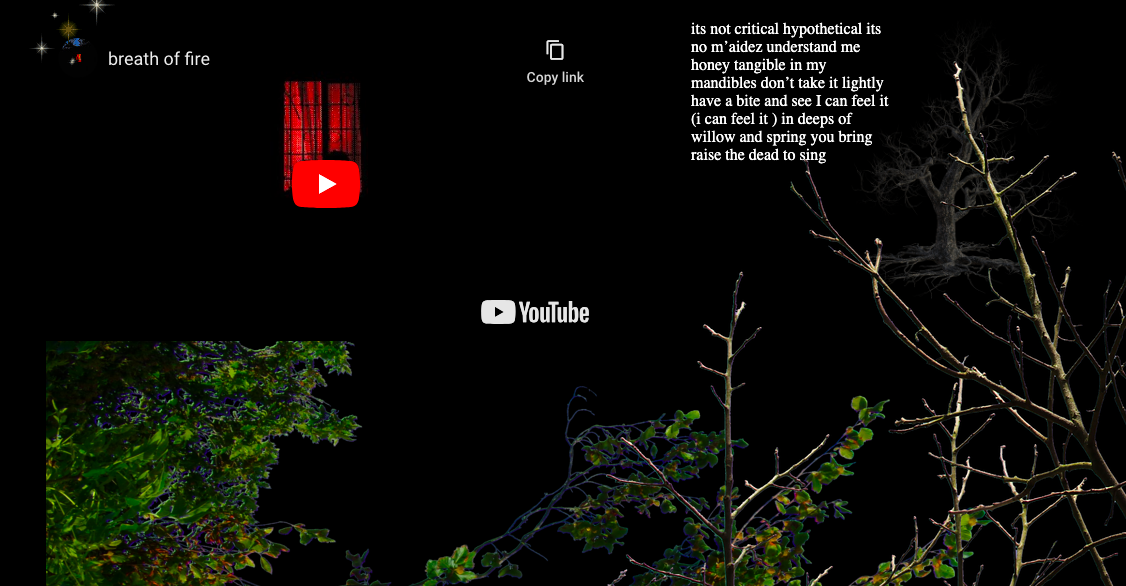 breath of fire
Copy link
its not critical hypothetical its
no m’aidez understand me
honey tangible in my
mandibles don’t take it lightly
have a bite and see I can feel it
(i can feel it ) in deeps of
willow and spring you bring
raise the dead to sing
YouTube